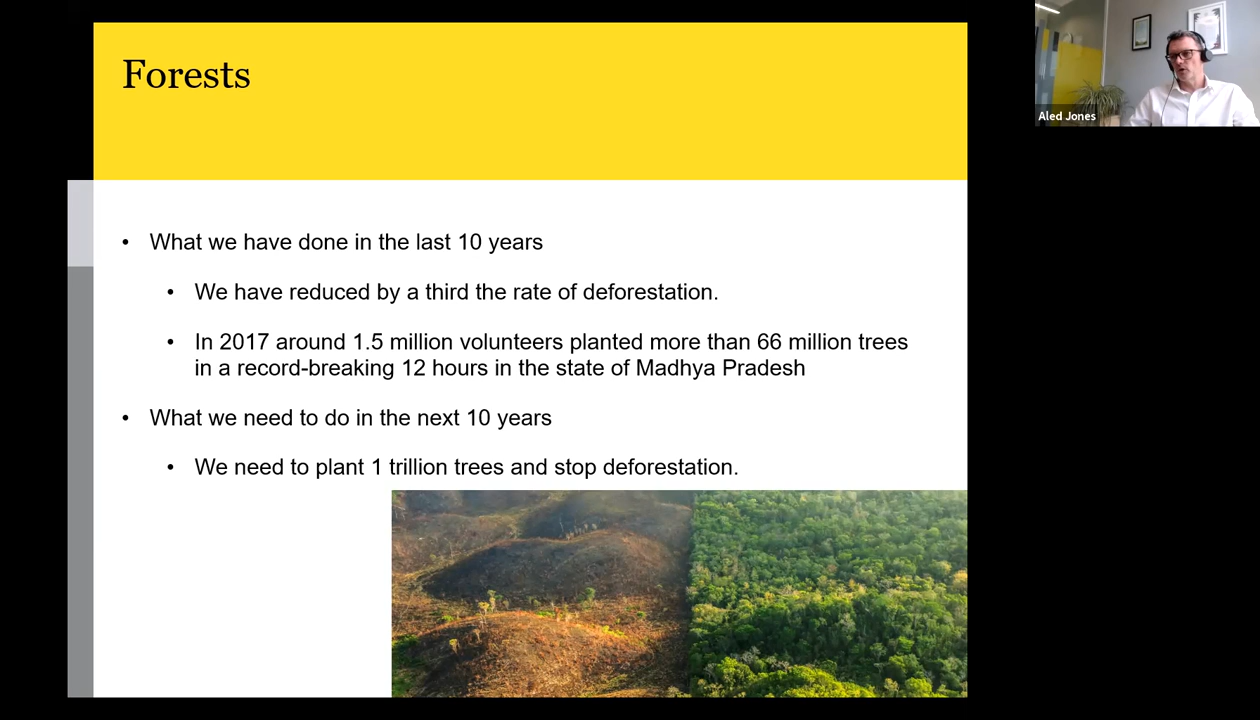 Forests
Aled Jones
• What we have done in the last 10 years
• We have reduced by a third the rate of deforestation.
• In 2017 around 1.5 million volunteers planted more than 66 million trees
in a record-breaking 12 hours in the state of Madhya Pradesh
• What we need to do in the next 10 years
• We need to plant 1 trillion trees and stop deforestation.